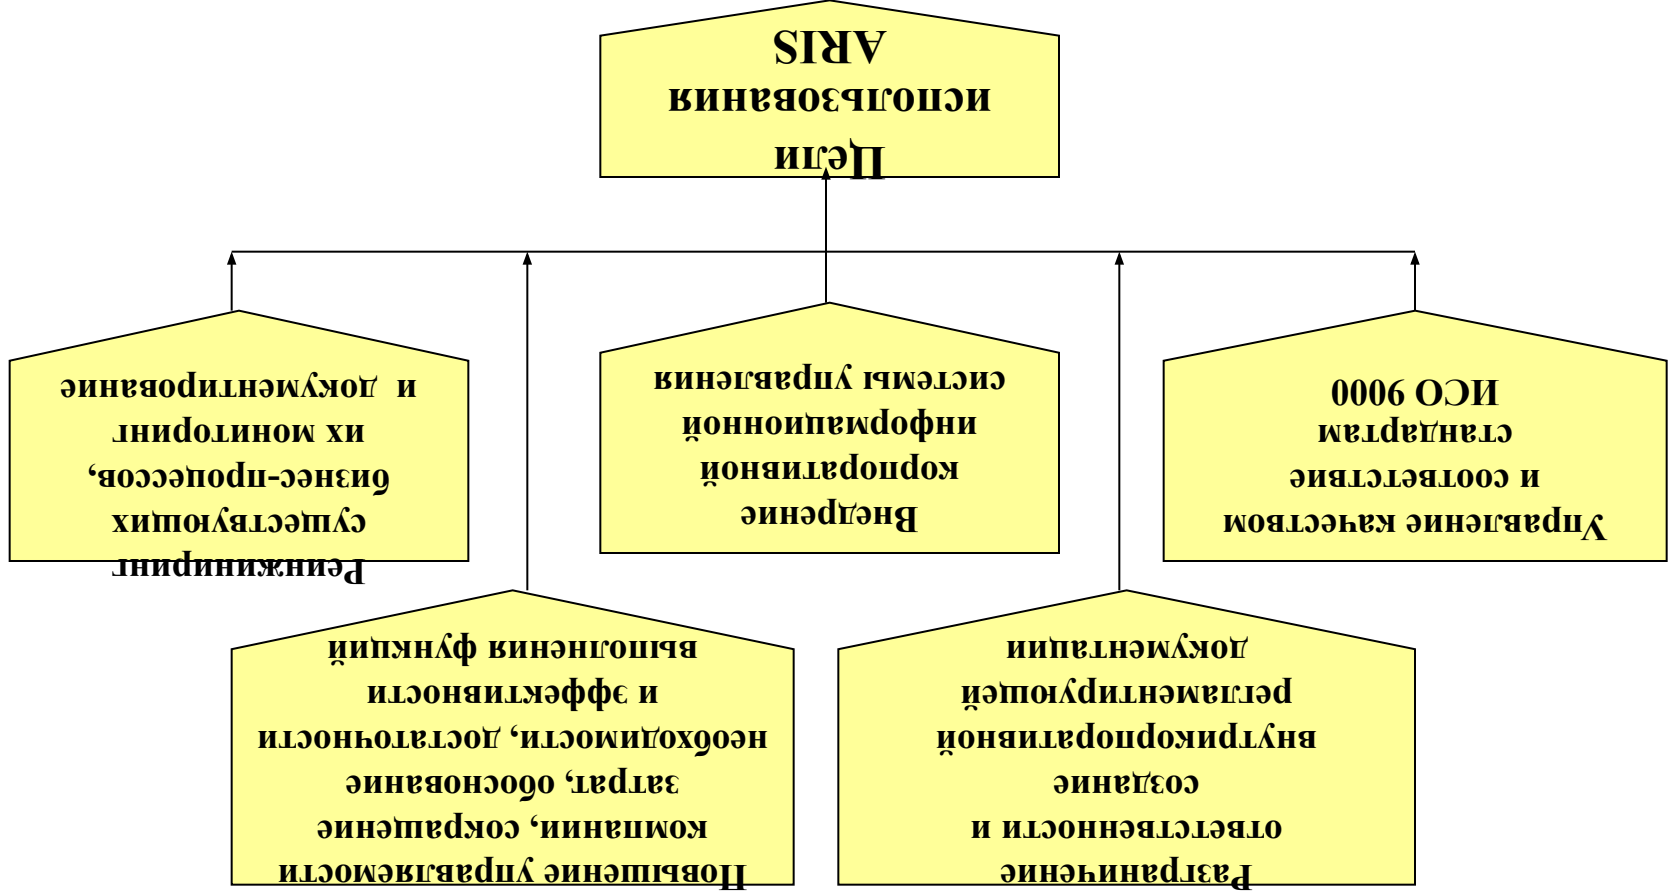 Цели
использования
ARIS
Реинжиниринг
существующих
бизнес-процессов,
их мониторинг
и документирование
Внедрение
корпоративной
информационной
системы управления
Управление качеством
и соответствие
стандартам
ИСО 9000
Повышение управляемости
компании, сокращение
затрат, обоснование
необходимости, достаточности
и эффективности
выполнения функций
Разграничение
ответственности и
создание
внутрикорпоративной
регламентирующей
документации